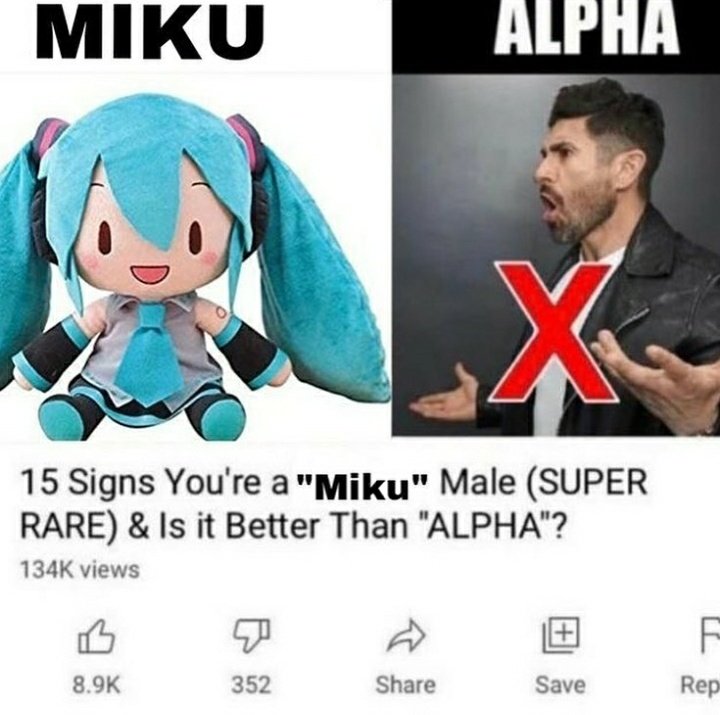 MIKU
ALPHA
X
15 Signs You're a "Miku" Male (SUPER
RARE) & Is it Better Than "ALPHA"?
134K views
8.9K
352
Share
Save
Rep